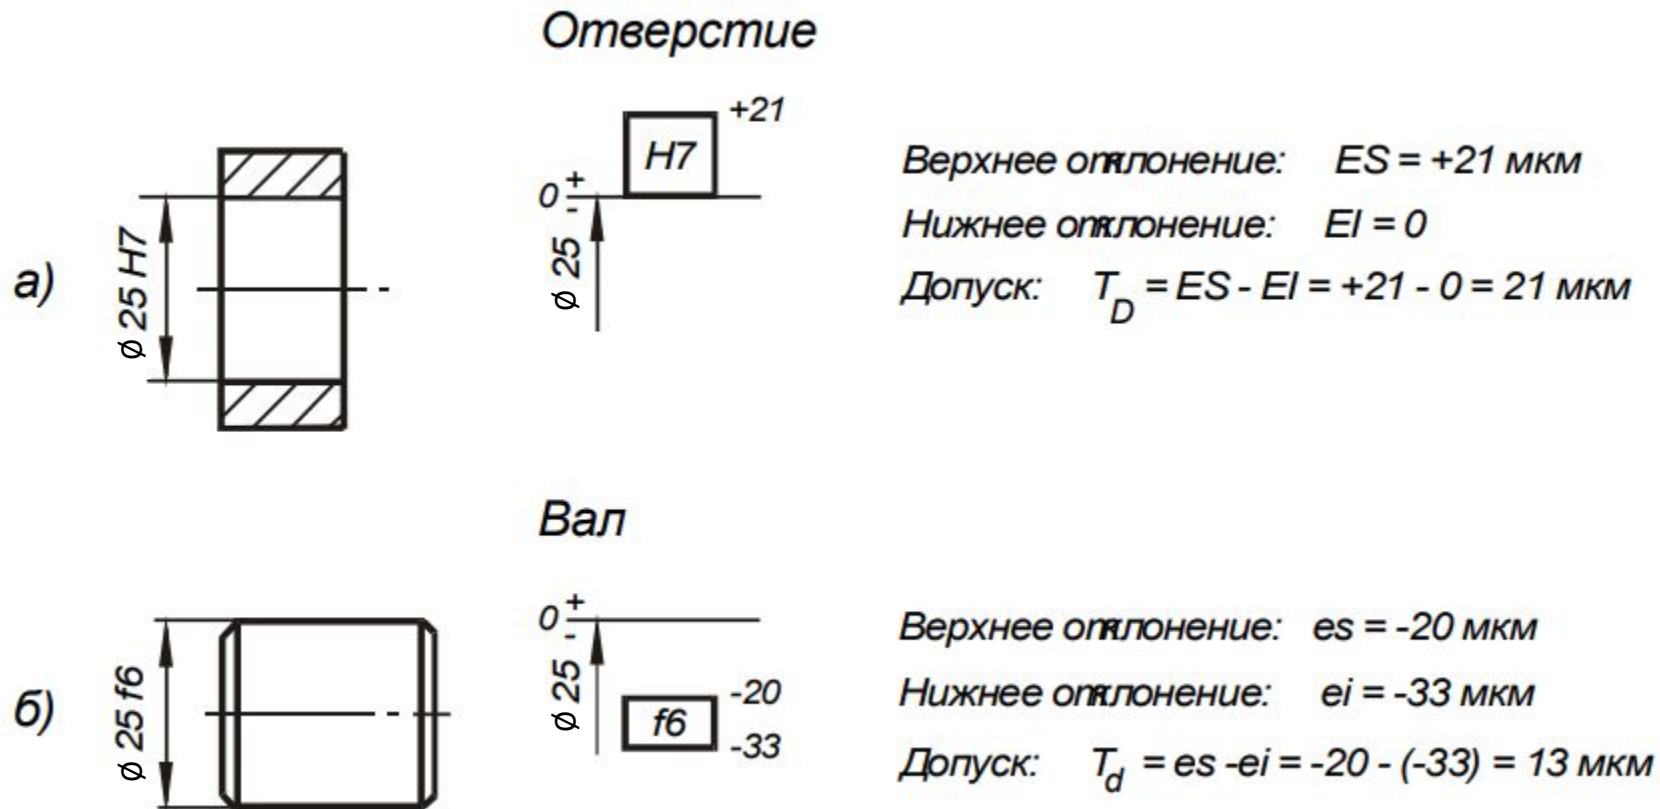 Отверстие
+21
H7
0 + -
ø 25
ø 25 H7
а)
Верхнее отклонение: ES = +21 мкм
Нижнее отклонение: EI = 0
Допуск: T_D = ES - EI = +21 - 0 = 21 мкм
Вал
0 + -
ø 25
-20
f6
-33
ø 25 f6
б)
Верхнее отклонение: es = -20 мкм
Нижнее отклонение: ei = -33 мкм
Допуск: T_d = es -ei = -20 - (-33) = 13 мкм